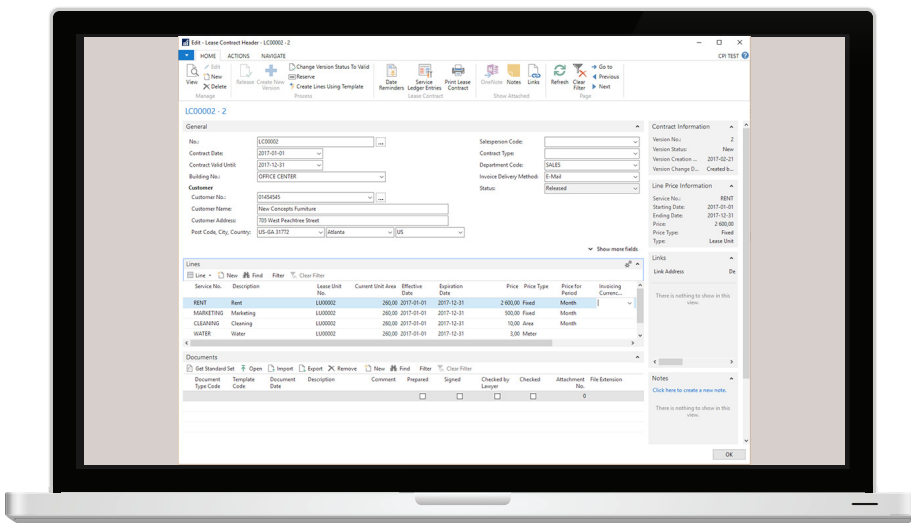 Edit - Lease Contract Header - LC00002 - 2
HOME ACTIONS NAVIGATE CPI TEST
View Edit New Delete Release Create New Version Change Version Status To Valid Reserve Create Lines Using Template Date Reminders Service Ledger Entries Print Lease Contract OneNote Notes Links Refresh Clear Filter Go to Previous Next
Manage Process Lease Contract Show Attached Page
LC00002 - 2
General
No.: LC00002
Contract Date: 2017-01-01
Contract Valid Until: 2017-12-31
Building No.: OFFICE CENTER
Customer
Customer No.: 01454545
Customer Name: New Concepts Furniture
Customer Address: 705 West Peachtree Street
Post Code, City, Country: US-GA 31772 Atlanta US
Salesperson Code:
Contract Type:
Department Code: SALES
Invoice Delivery Method: E-Mail
Status: Released
Show more fields
Lines
Line New Find Filter Clear Filter
Service No. Description Lease Unit No. Current Unit Area Effective Date Expiration Date Price Price Type Price for Period Invoicing Currenc...
RENT Rent LU00002 260,00 2017-01-01 2017-12-31 2 600,00 Fixed Month
MARKETING Marketing LU00002 260,00 2017-01-01 2017-12-31 500,00 Fixed Month
CLEANING Cleaning LU00002 260,00 2017-01-01 2017-12-31 10,00 Area Month
WATER Water LU00002 260,00 2017-01-01 2017-12-31 3,00 Meter
Documents
Get Standard Set Open Import Export Remove New Find Filter Clear Filter
Document Type Code Template Code Document Date Description Comment Prepared Signed Checked by Lawyer Checked Attachment No. File Extension
0
Contract Information
Version No.: 2
Version Status: New
Version Creation ... 2017-02-21
Version Change D... Created b...
Line Price Information
Service No.: RENT
Starting Date: 2017-01-01
Ending Date: 2017-12-31
Price: 2 600,00
Price Type: Fixed
Type: Lease Unit
Links
Link Address De
There is nothing to show in this view.
Notes
Click here to create a new note.
There is nothing to show in this view.
OK